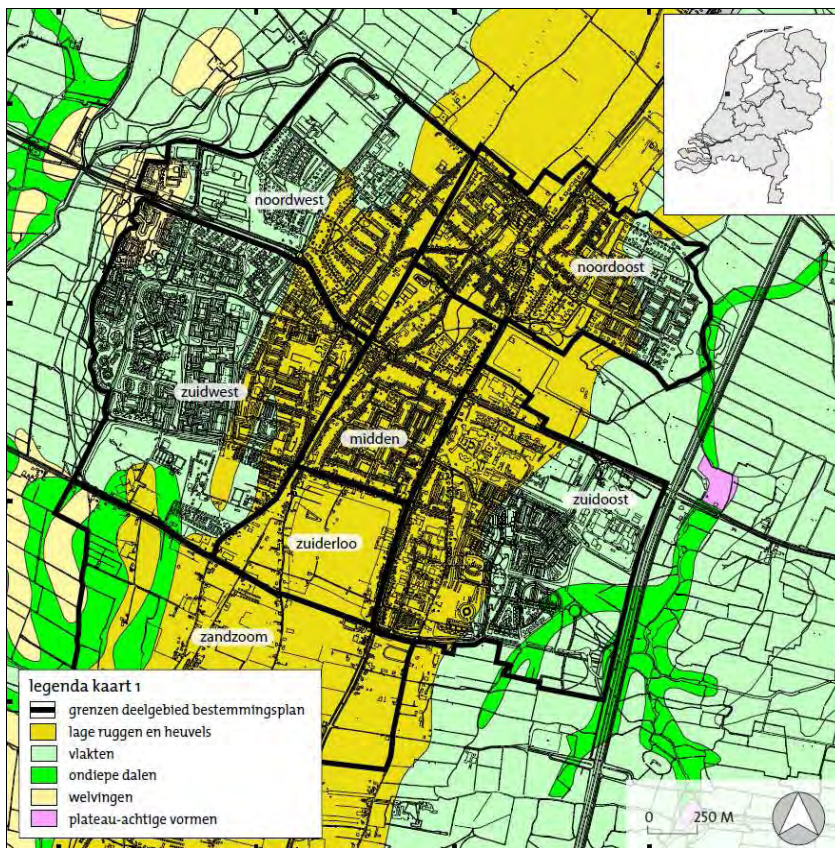 noordwest
noordoost
zuidwest
midden
zuidoost
zuiderloo
zandzoom
legenda kaart 1
grenzen deelgebied bestemmingsplan
lage ruggen en heuvels
vlakten
ondiepe dalen
welvingen
plateau-achtige vormen
0 250 M